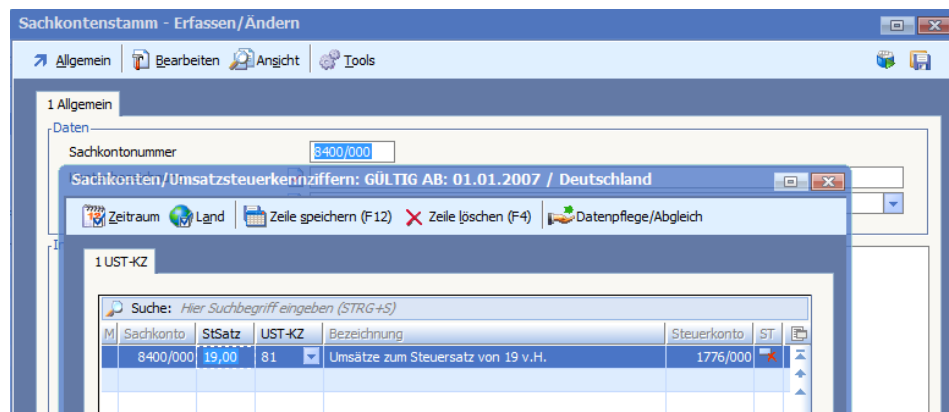 Sachkontenstamm - Erfassen/Ändern
Allgemein Bearbeiten Ansicht Tools
1 Allgemein
Daten
Sachkontonummer 8400/000
Sachkonten/Umsatzsteuerkennziffern: GÜLTIG AB: 01.01.2007 / Deutschland
Zeitraum Land Zeile speichern (F12) Zeile löschen (F4) Datenpflege/Abgleich
1 UST-KZ
Suche: Hier Suchbegriff eingeben (STRG+S)
M Sachkonto StSatz UST-KZ Bezeichnung Steuerkonto ST
8400/000 19,00 81 Umsätze zum Steuersatz von 19 v.H. 1776/000